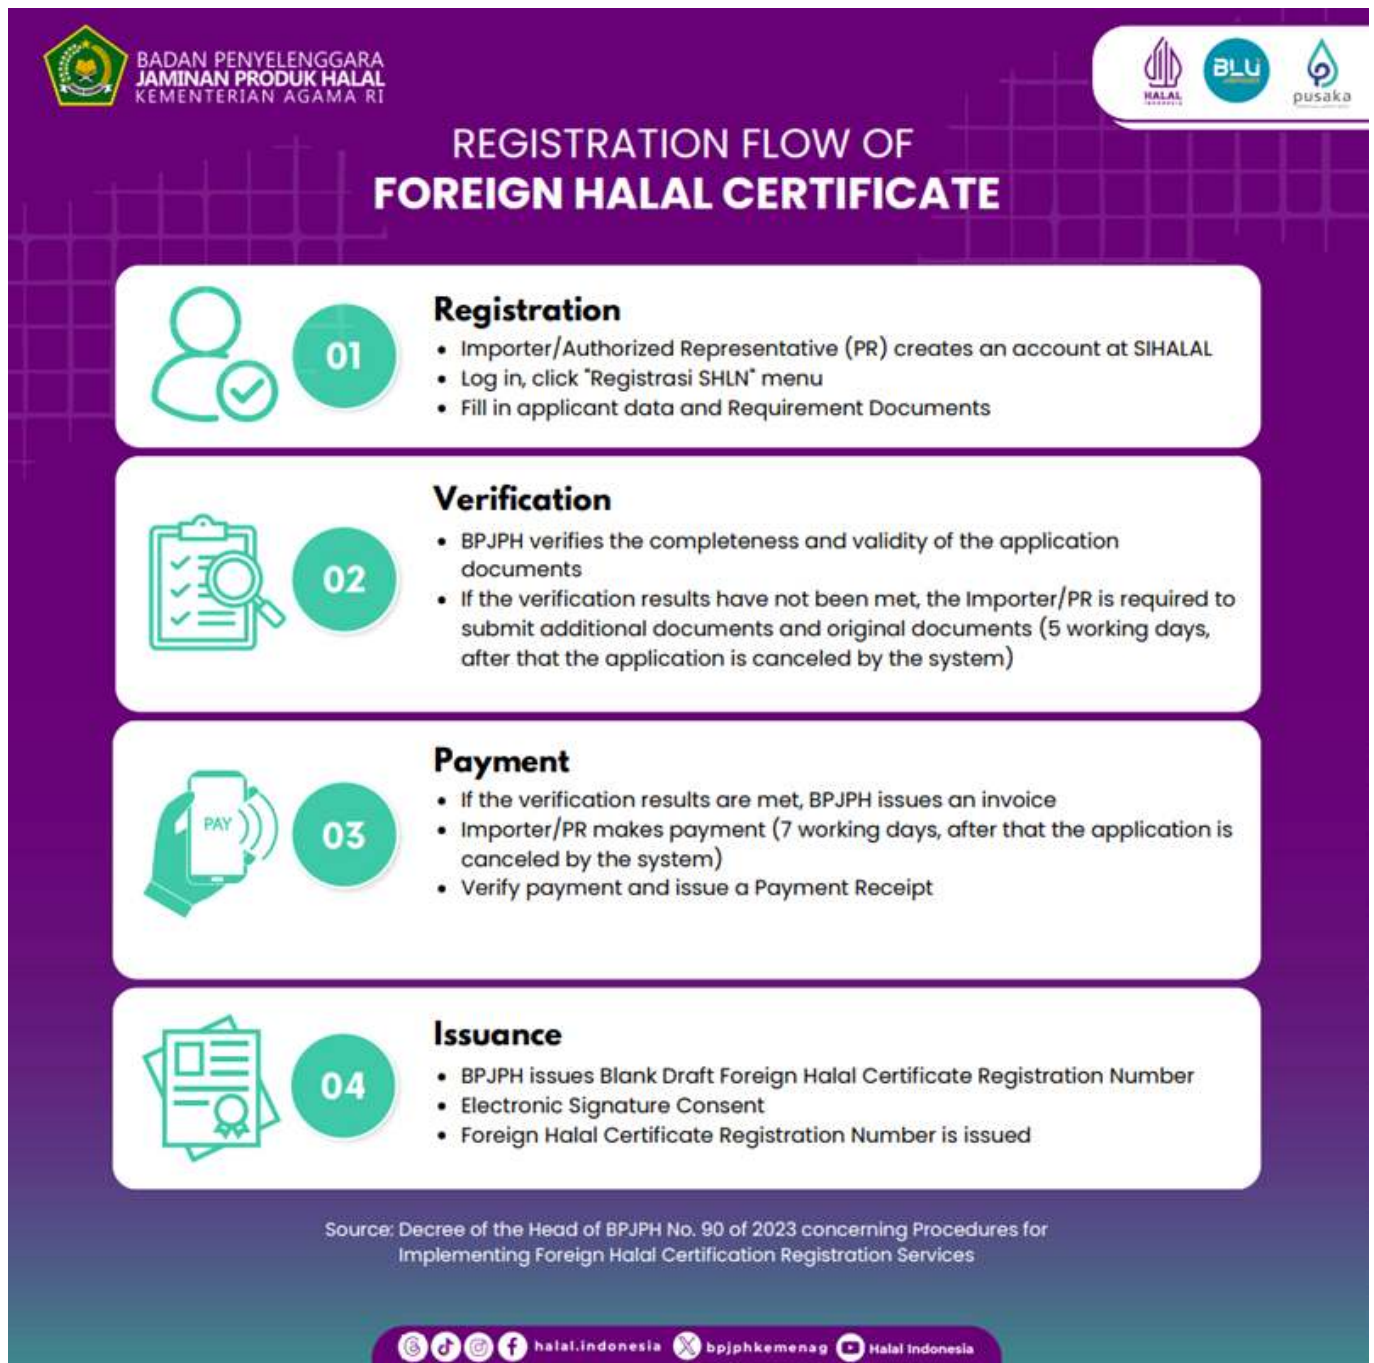 BADAN PENYELENGGARA
JAMINAN PRODUK HALAL
KEMENTERIAN AGAMA RI
HALAL
INDONESIA
BLU
pusaka
REGISTRATION FLOW OF
FOREIGN HALAL CERTIFICATE
01
Registration
• Importer/Authorized Representative (PR) creates an account at SIHALAL
• Log in, click "Registrasi SHLN" menu
• Fill in applicant data and Requirement Documents
02
Verification
• BPJPH verifies the completeness and validity of the application
documents
• If the verification results have not been met, the Importer/PR is required to
submit additional documents and original documents (5 working days,
after that the application is canceled by the system)
PAY
03
Payment
• If the verification results are met, BPJPH issues an invoice
• Importer/PR makes payment (7 working days, after that the application is
canceled by the system)
• Verify payment and issue a Payment Receipt
04
Issuance
• BPJPH issues Blank Draft Foreign Halal Certificate Registration Number
• Electronic Signature Consent
• Foreign Halal Certificate Registration Number is issued
Source: Decree of the Head of BPJPH No. 90 of 2023 concerning Procedures for
Implementing Foreign Halal Certification Registration Services
halal.indonesia bpjphkemenag Halal Indonesia